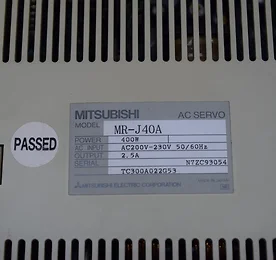 MITSUBISHI AC SERVO
MODEL MR-J40A
POWER 400W
AC INPUT AC200V-230V 50/60Hz
OUTPUT 2.5A
SERIAL N7ZC93054
TC300A022G53
MITSUBISHI ELECTRIC CORPORATION
PASSED